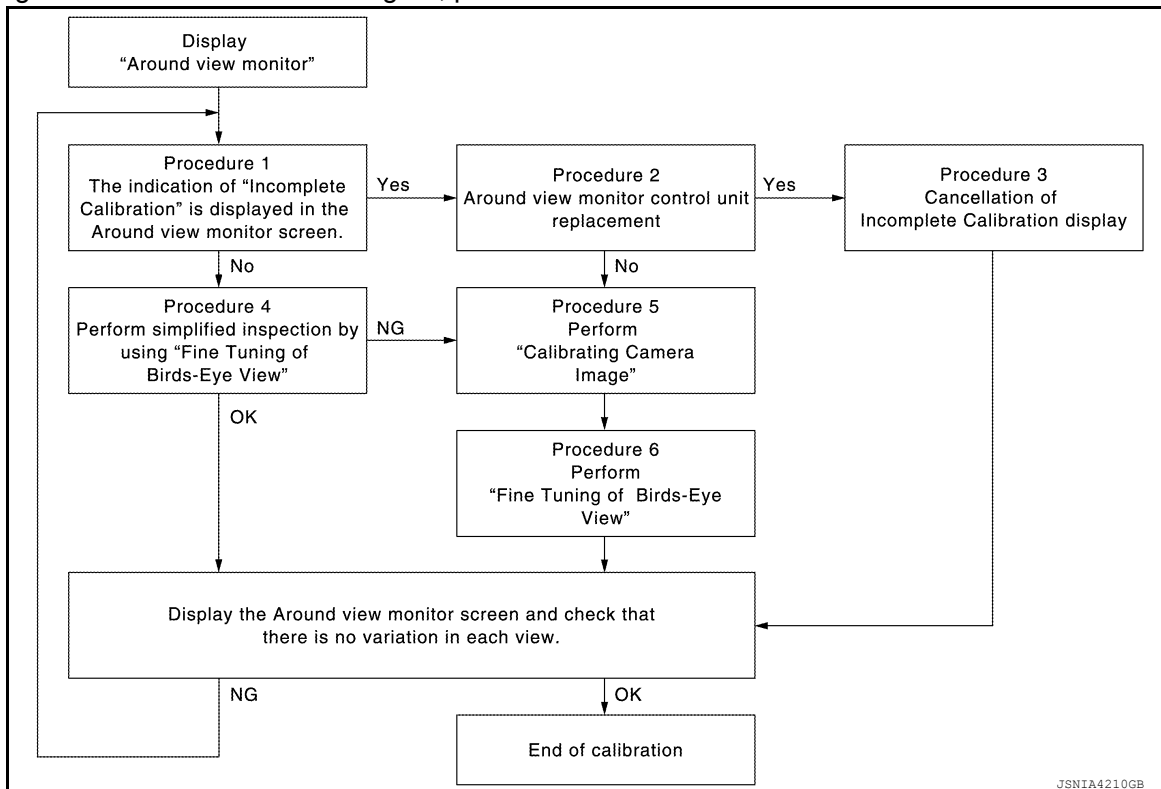 Display
“Around view monitor”
Procedure 1
The indication of “Incomplete
Calibration” is displayed in the
Around view monitor screen.
Yes
Procedure 2
Around view monitor control unit
replacement
Yes
Procedure 3
Cancellation of
Incomplete Calibration display
No
No
Procedure 4
Perform simplified inspection by
using “Fine Tuning of
Birds-Eye View”
NG
Procedure 5
Perform
“Calibrating Camera
Image”
OK
Procedure 6
Perform
“Fine Tuning of Birds-Eye
View”
Display the Around view monitor screen and check that
there is no variation in each view.
NG
OK
End of calibration
JSNIA4210GB